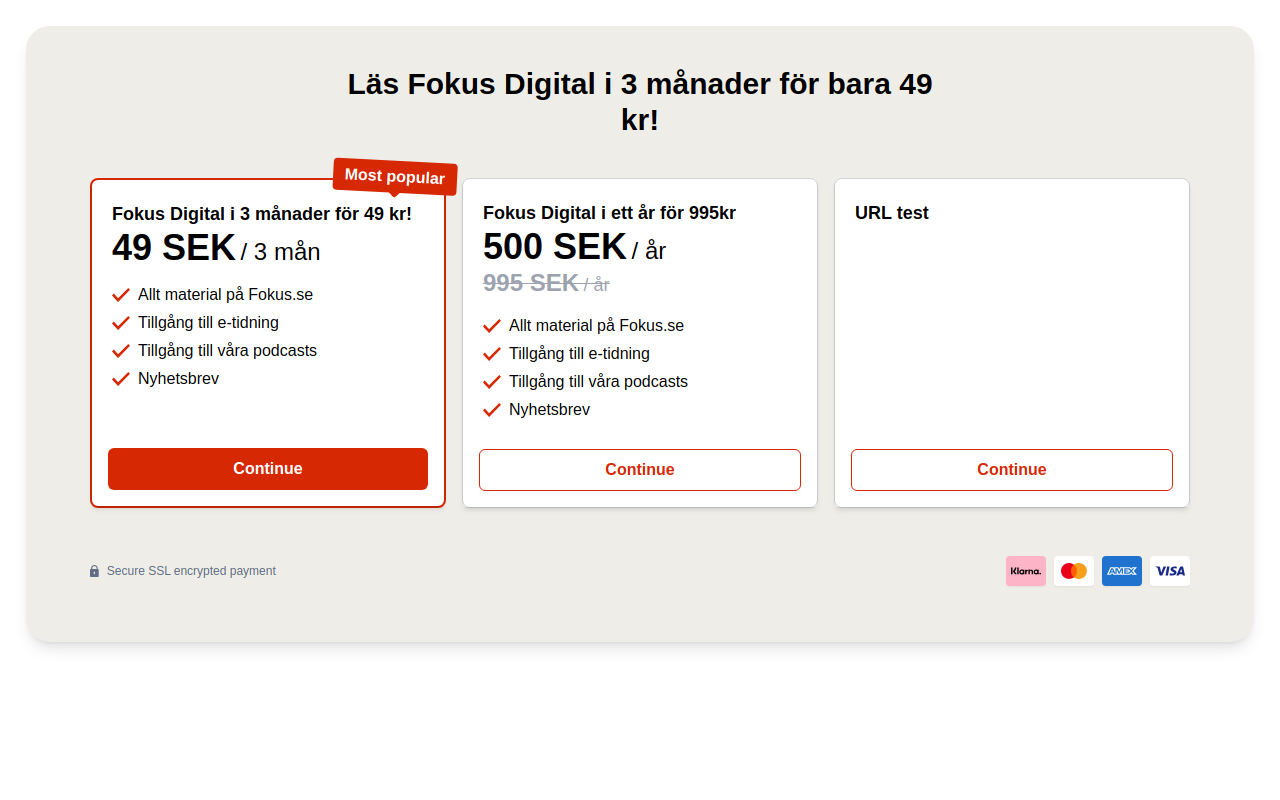 Läs Fokus Digital i 3 månader för bara 49
kr!
Most popular
Fokus Digital i 3 månader för 49 kr!
49 SEK / 3 mån
Allt material på Fokus.se
Tillgång till e-tidning
Tillgång till våra podcasts
Nyhetsbrev
Continue
Fokus Digital i ett år för 995kr
500 SEK / år
995 SEK / år
Allt material på Fokus.se
Tillgång till e-tidning
Tillgång till våra podcasts
Nyhetsbrev
Continue
URL test
Continue
Secure SSL encrypted payment
Klarna. AMEX VISA